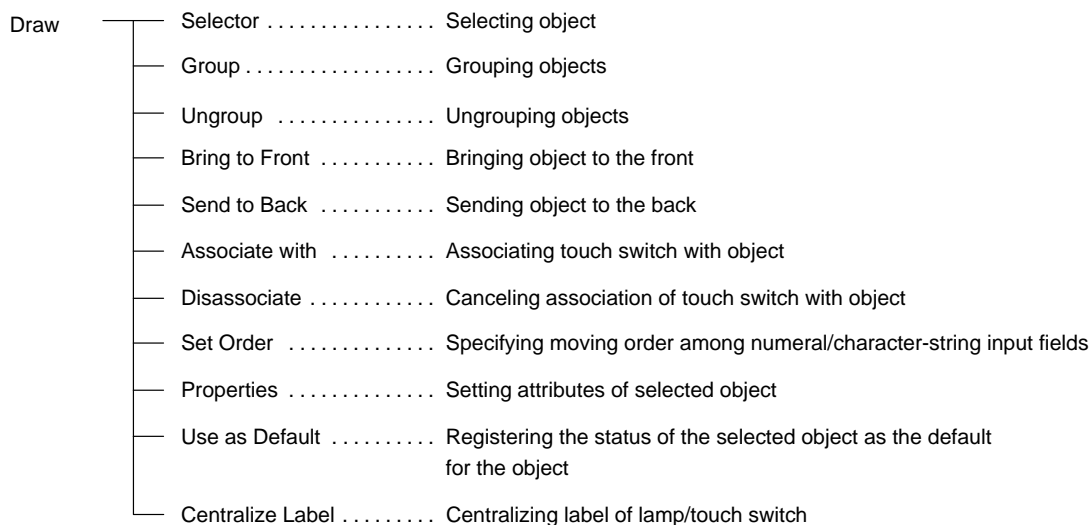 Draw
Selector . . . . . . . . . . . . . . . Selecting object
Group . . . . . . . . . . . . . . . . . Grouping objects
Ungroup . . . . . . . . . . . . . . Ungrouping objects
Bring to Front . . . . . . . . . . Bringing object to the front
Send to Back . . . . . . . . . . Sending object to the back
Associate with . . . . . . . . . Associating touch switch with object
Disassociate . . . . . . . . . . . Canceling association of touch switch with object
Set Order . . . . . . . . . . . . . Specifying moving order among numeral/character-string input fields
Properties . . . . . . . . . . . . . Setting attributes of selected object
Use as Default . . . . . . . . . Registering the status of the selected object as the default
for the object
Centralize Label . . . . . . . . Centralizing label of lamp/touch switch